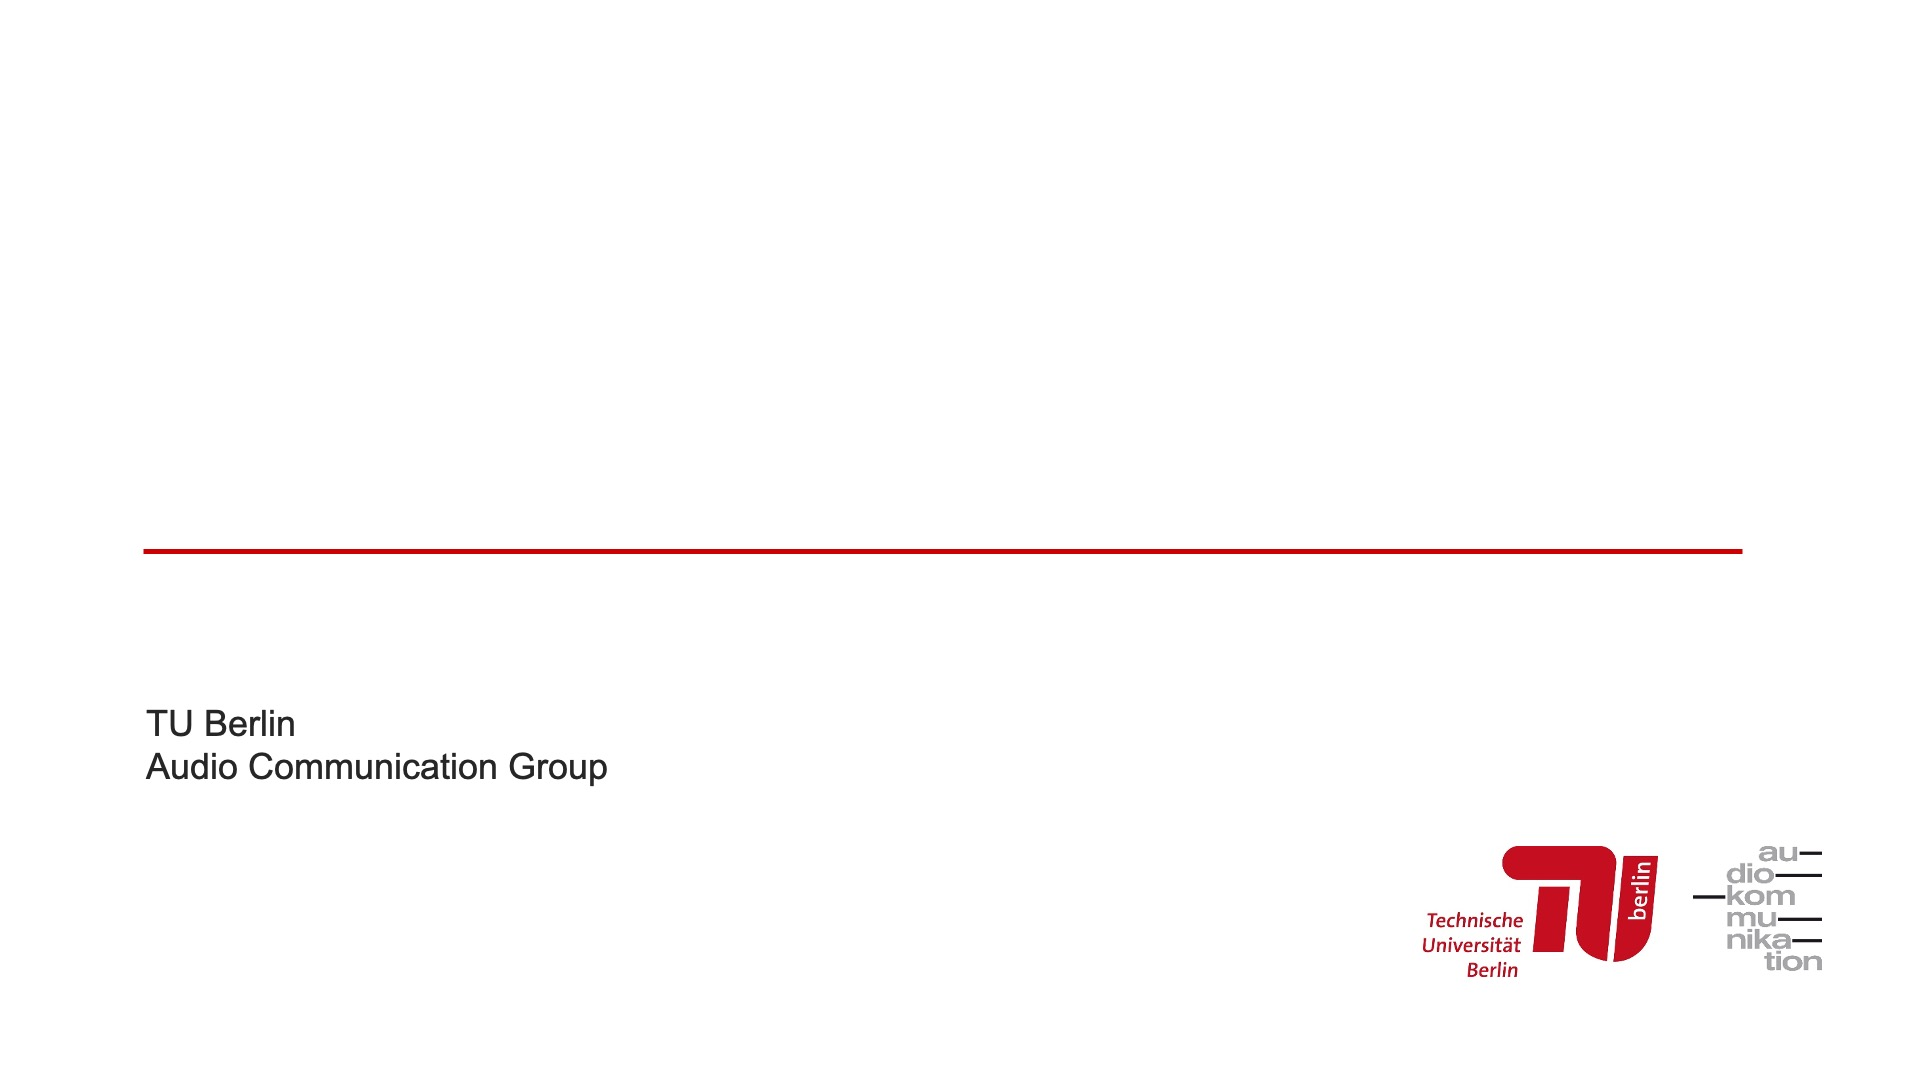 TU Berlin
Audio Communication Group
Technische
Universität
Berlin
berlin
au
dio
kom
mu
nika
tion